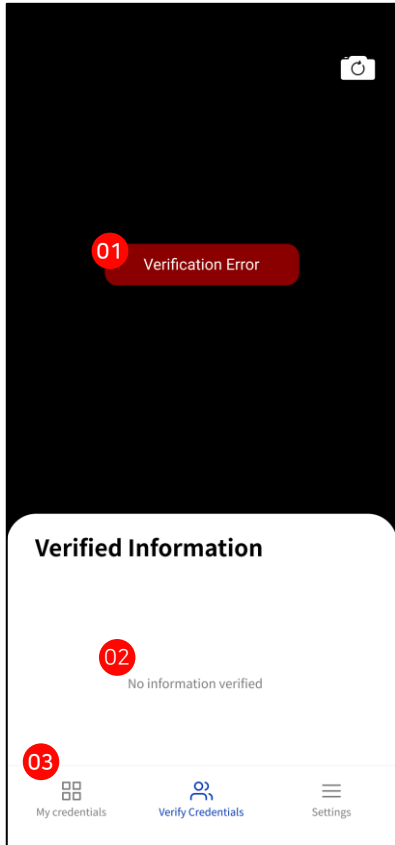 01
Verification Error
Verified Information
02
No information verified
03
My credentials
Verify Credentials
Settings